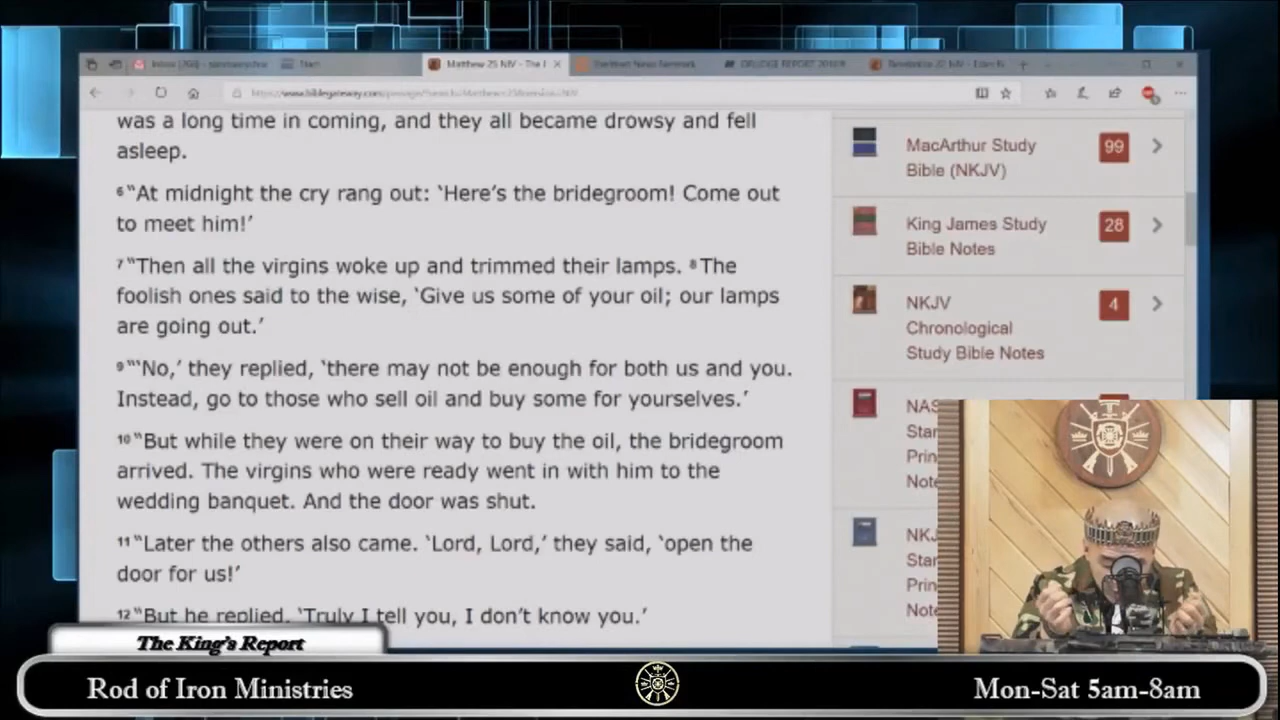 Matthew 25 NIV - The
DRUDGE REPORT
was a long time in coming, and they all became drowsy and fell
asleep.
6 “At midnight the cry rang out: ‘Here’s the bridegroom! Come out
to meet him!’
7 “Then all the virgins woke up and trimmed their lamps. 8 The
foolish ones said to the wise, ‘Give us some of your oil; our lamps
are going out.’
9 “‘No,’ they replied, ‘there may not be enough for both us and you.
Instead, go to those who sell oil and buy some for yourselves.’
10 “But while they were on their way to buy the oil, the bridegroom
arrived. The virgins who were ready went in with him to the
wedding banquet. And the door was shut.
11 “Later the others also came. ‘Lord, Lord,’ they said, ‘open the
door for us!’
12 “But he replied, ‘Truly I tell you, I don’t know you.’
MacArthur Study
Bible (NKJV)
99
King James Study
Bible Notes
28
NKJV
Chronological
Study Bible Notes
4
NAS
Star
Prin
Note
NKJ
Star
Prin
Note
The King's Report
Rod of Iron Ministries
Mon-Sat 5am-8am